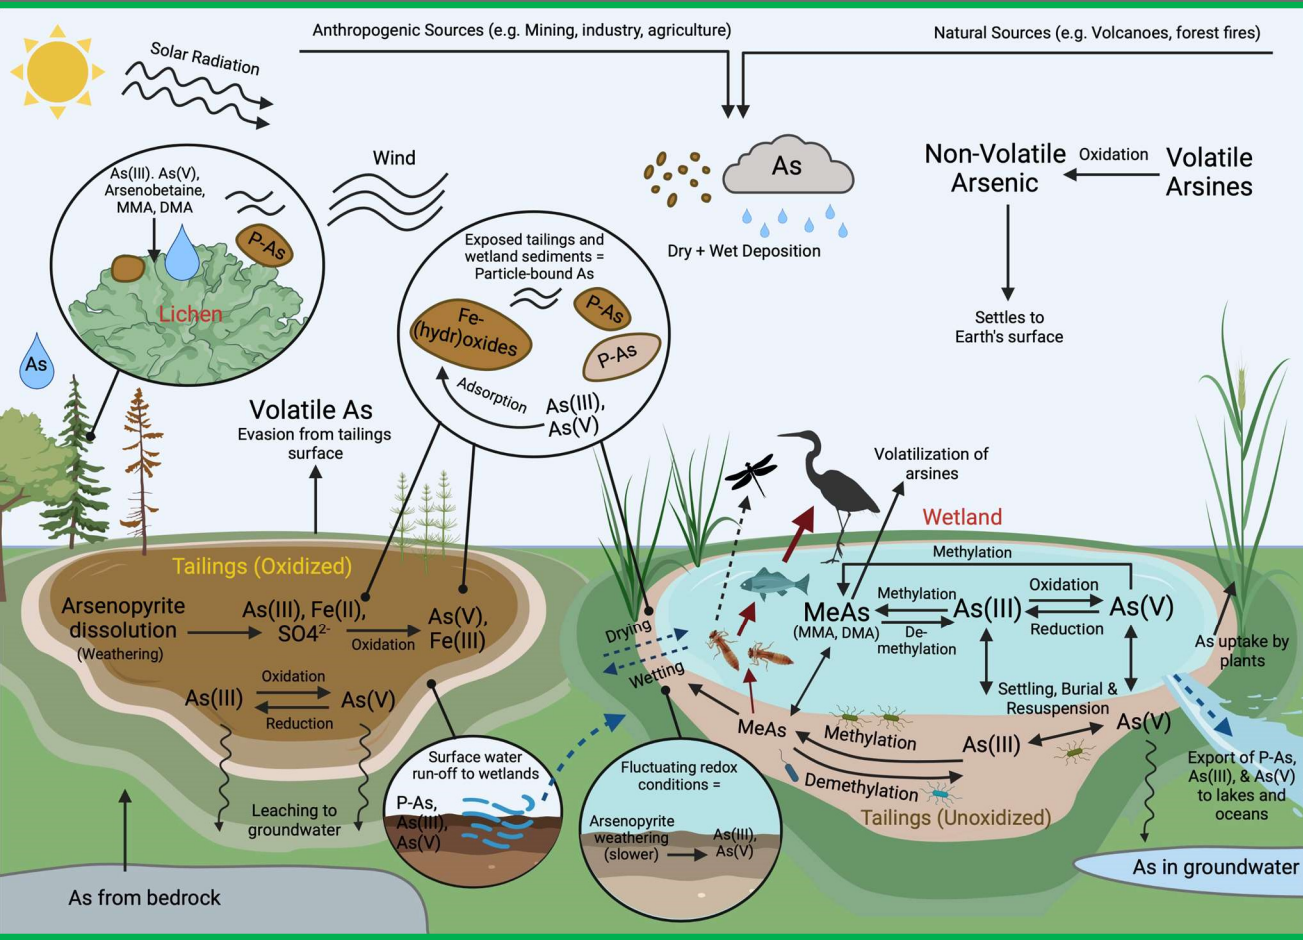 Anthropogenic Sources (e.g. Mining, industry, agriculture)
Natural Sources (e.g. Volcanoes, forest fires)
Solar Radiation
As(III). As(V),
Arsenobetaine,
MMA, DMA
P-As
Lichen
Wind
As
Exposed tailings and
wetland sediments =
Particle-bound As
Fe-
(hydr)oxides
P-As
P-As
Adsorption
As(III),
As(V)
As
Dry + Wet Deposition
Non-Volatile
Arsenic
Oxidation
Volatile
Arsines
Settles to
Earth's surface
Volatile As
Evasion from tailings
surface
Tailings (Oxidized)
Arsenopyrite
dissolution
(Weathering)
As(III), Fe(II),
SO4²⁻
Oxidation
As(V),
Fe(III)
As(III)
Oxidation
Reduction
As(V)
Leaching to
groundwater
As from bedrock
Surface water
run-off to wetlands
P-As,
As(III),
As(V)
Fluctuating redox
conditions =
Arsenopyrite
weathering
(slower)
As(III),
As(V)
Drying
Wetting
Volatilization of
arsines
Wetland
Methylation
MeAs
(MMA, DMA)
Methylation
De-
methylation
As(III)
Oxidation
Reduction
As(V)
Settling, Burial &
Resuspension
MeAs
Methylation
Demethylation
As(III)
As(V)
Tailings (Unoxidized)
As uptake by
plants
Export of P-As,
As(III), & As(V)
to lakes and
oceans
As in groundwater